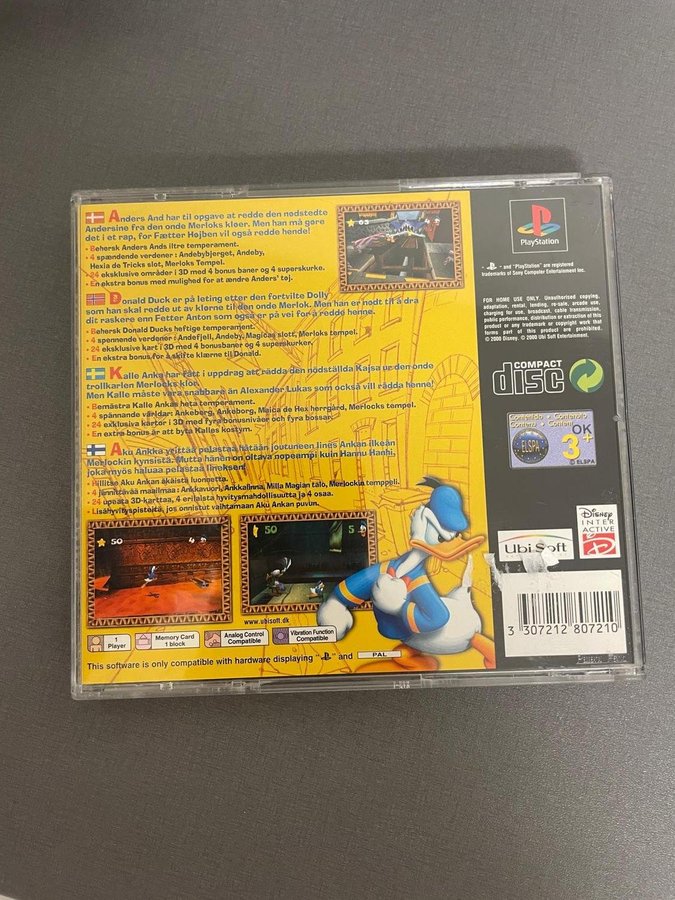 Anders And har til opgave at redde den nødstedte
Andersine fra den onde Merloks kløer. Men han må gøre
det i et rap, for Fætter Højben vil også redde hende!
• Behersk Anders Ands iltre temperament.
• 4 spændende verdener : Andebybjerget, Andeby,
Hexia de Tricks slot, Merloks Tempel.
• 24 eksklusive områder i 3D med 4 bonus baner og 4 superskurke.
• En ekstra bonus med mulighed for at ændre Anders' tøj.
Donald Duck er på leting etter den fortvilte Dolly
som han skal redde ut av klørne til den onde Merlok. Men han er nødt til å dra
dit raskere enn Fetter Anton som også er på vei for å redde henne.
• Behersk Donald Ducks heftige temperament.
• 4 spennende verdener : Andefjell, Andeby, Magicas slott, Merloks tempel.
• 24 eksklusive kart i 3D med 4 bonusbaner og 4 superskurker.
• En ekstra bonus for å skifte klærne til Donald.
Kalle Anka har fått i uppdrag att rädda den nödställda Kajsa ur den onde
trollkarlen Merlocks klor.
Men Kalle måste vara snabbare än Alexander Lukas som också vill rädda henne!
• Bemästra Kalle Ankas heta temperament.
• 4 spännande världar: Ankeberg, Ankeborg, Maica de Hex herrgård, Merlocks tempel.
• 24 exklusiva kartor i 3D med fyra bonusnivåer och fyra bossar.
• En extra bonus är att byta Kalles kostym.
Aku Ankka yrittää pelastaa hätään joutuneen Iines Ankan ilkeän
Merlockin kynsistä. Mutta hänen on oltava nopeampi kuin Hannu Hanhi,
joka myös haluaa pelastaa Iineksen!
• Hillitse Aku Ankan äkäistä luonnetta.
• 4 jännittävää maailmaa : Ankkavuori, Ankkalinna, Milla Magian talo, Merlockin temppeli.
• 24 upeata 3D-karttaa, 4 erilaista hyvitysmahdollisuutta ja 4 osaa.
• Lisähyvityspisteitä, jos onnistut vaihtamaan Aku Ankan puvun.
63
50
50
5
www.ubisoft.dk
1
Player
Memory Card
1 block
Analog Control
Compatible
Vibration Function
Compatible
This software is only compatible with hardware displaying " " and PAL
PlayStation
" " and "PlayStation" are registered
trademarks of Sony Computer Entertainment Inc.
FOR HOME USE ONLY. Unauthorised copying,
adaptation, rental, lending, re-sale, arcade use,
charging for use, broadcast, cable transmission,
public performance, distribution or extraction of this
product or any trademark or copyright work that
forms part of this product are prohibited.
© 2000 Disney. © 2000 Ubi Soft Entertainment.
COMPACT
disc
Contenido • Contenuto
Contenu • Content
ELSPA
OK
3+
© ELSPA
Ubi Soft
Disney
INTER
ACTIVE
3 307212 807210